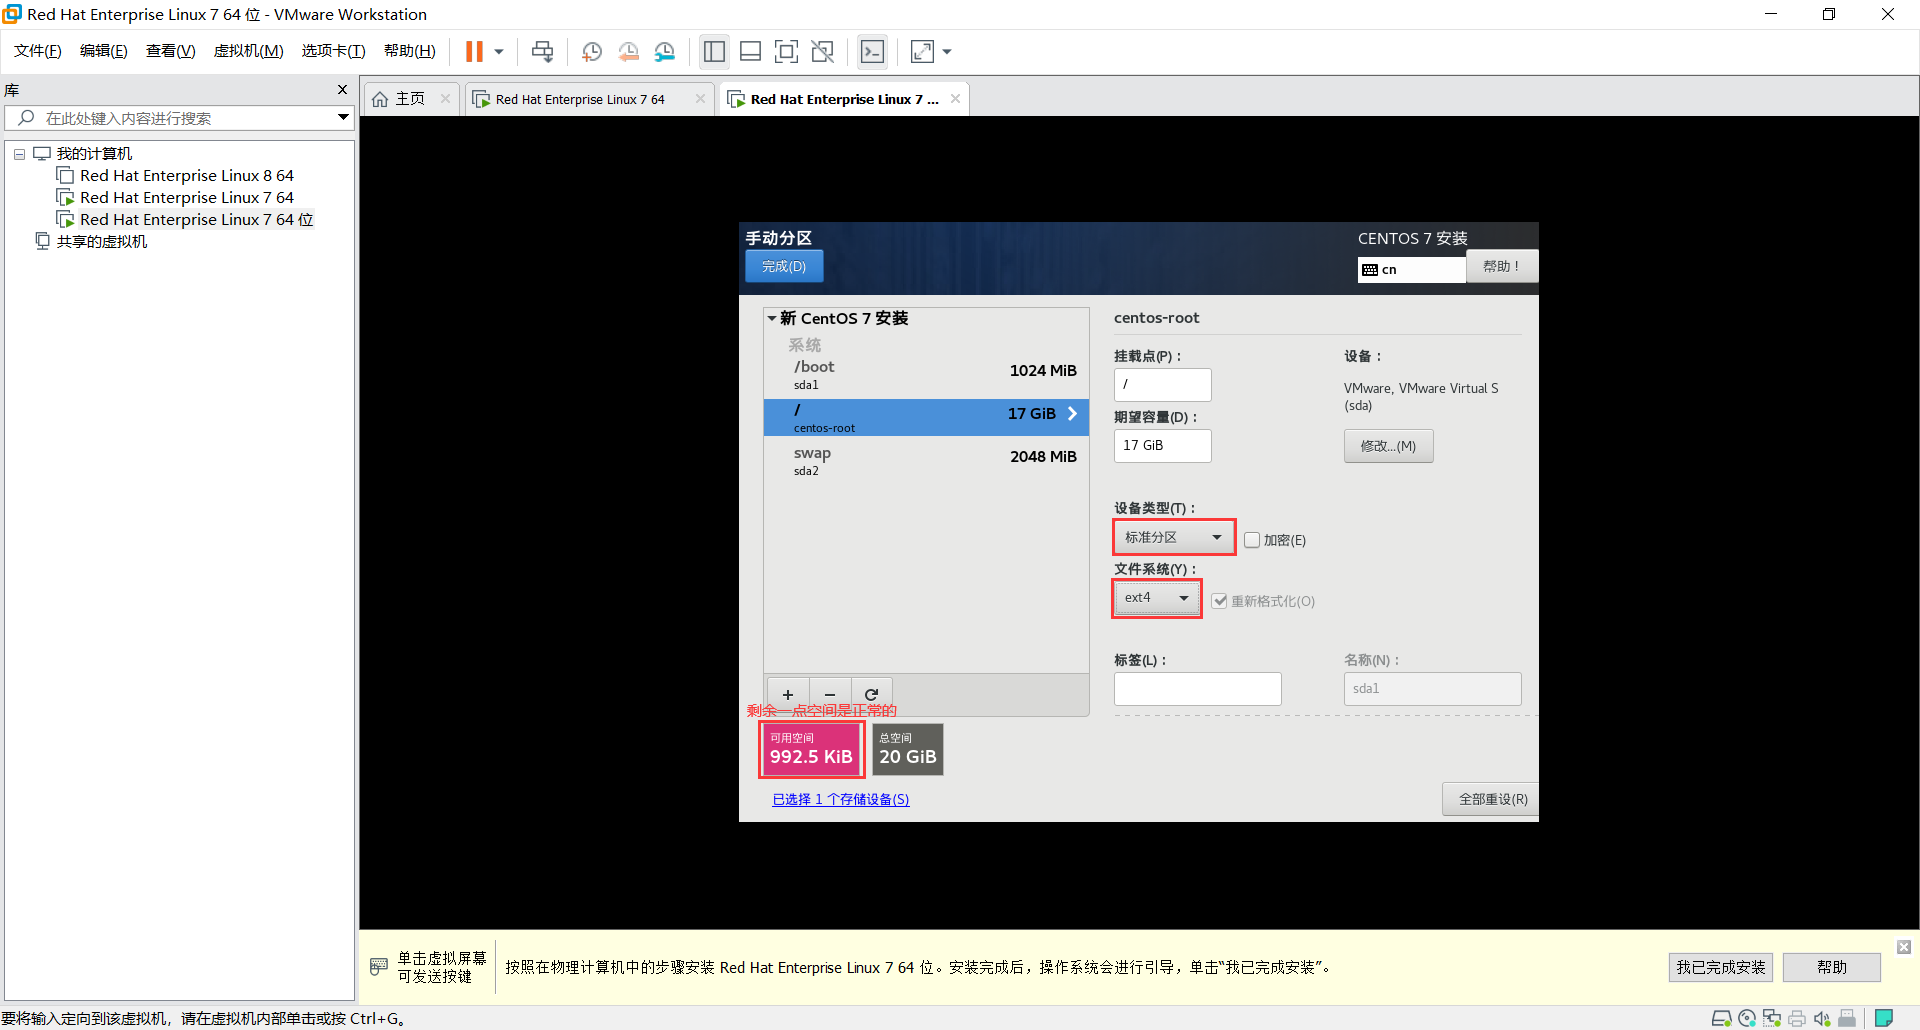 Red Hat Enterprise Linux 7 64 位 - VMware Workstation
文件(F) 编辑(E) 查看(V) 虚拟机(M) 选项卡(T) 帮助(H)
库
在此处键入内容进行搜索
我的计算机
Red Hat Enterprise Linux 8 64
Red Hat Enterprise Linux 7 64
Red Hat Enterprise Linux 7 64 位
共享的虚拟机
主页
Red Hat Enterprise Linux 7 64
Red Hat Enterprise Linux 7 ...
手动分区
完成(D)
CENTOS 7 安装
cn
帮助！
新 CentOS 7 安装
系统
/boot
1024 MiB
sda1
/
17 GiB
centos-root
swap
2048 MiB
sda2
+ −
剩余一点空间是正常的
可用空间
992.5 KiB
总空间
20 GiB
已选择 1 个存储设备(S)
centos-root
挂载点(P)：
/
期望容量(D)：
17 GiB
设备：
VMware, VMware Virtual S
(sda)
修改...(M)
设备类型(T)：
标准分区
加密(E)
文件系统(Y)：
ext4
重新格式化(O)
标签(L)：
名称(N)：
sda1
全部重设(R)
单击虚拟屏幕
可发送按键
按照在物理计算机中的步骤安装 Red Hat Enterprise Linux 7 64 位。安装完成后，操作系统会进行引导，单击“我已完成安装”。
我已完成安装
帮助
要将输入定向到该虚拟机，请在虚拟机内部单击或按 Ctrl+G。